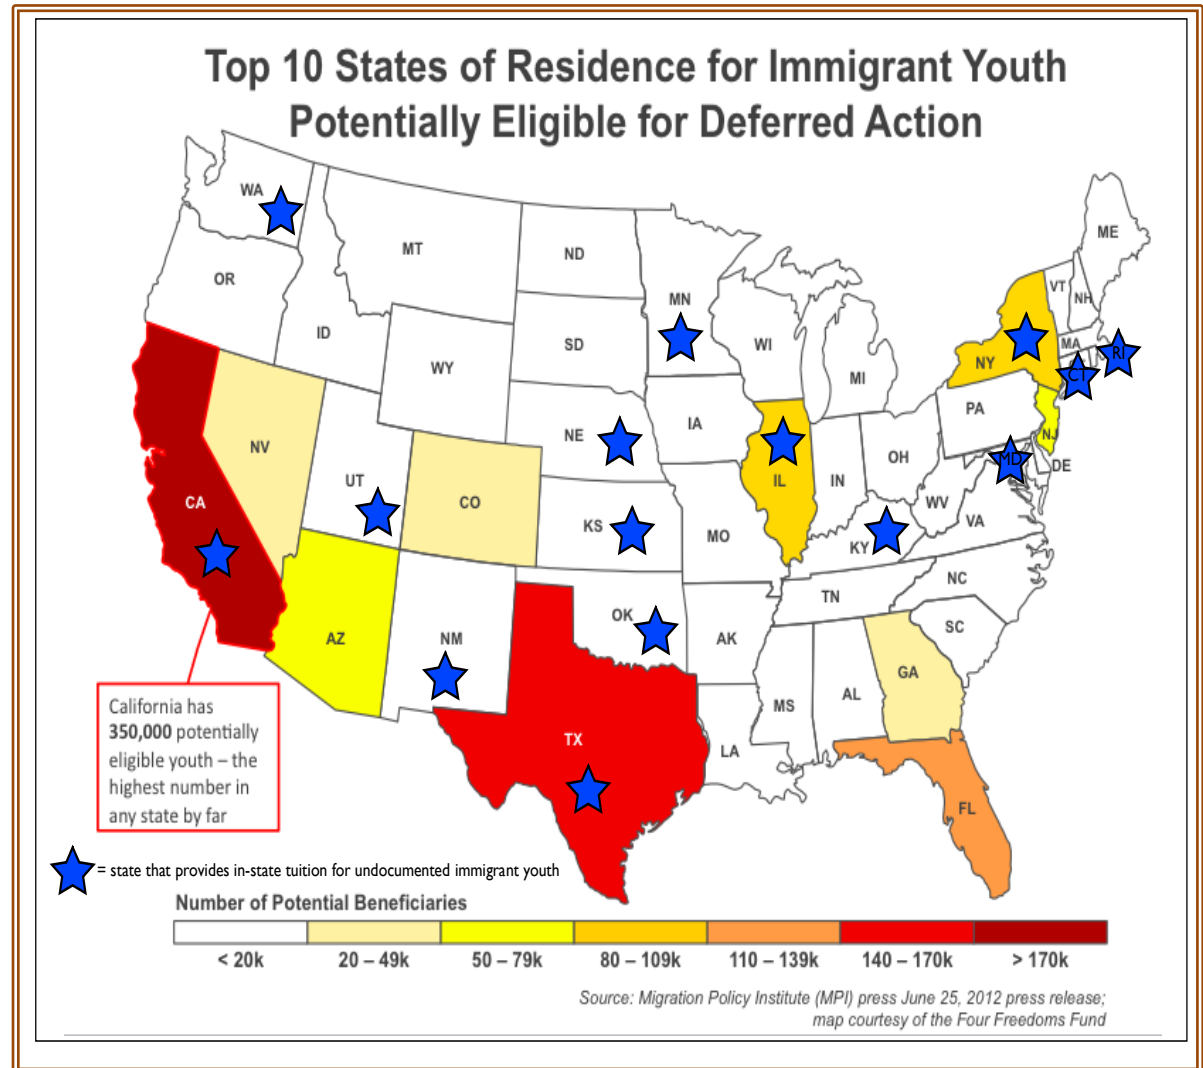 Top 10 States of Residence for Immigrant Youth
Potentially Eligible for Deferred Action
WA
MT
ND
ME
OR
MN
VT
NH
ID
SD
WI
MA
RI
WY
MI
NY
CT
IA
PA
NE
NJ
NV
OH
MD
DE
UT
IL
IN
CA
CO
WV
KS
MO
VA
KY
NC
TN
OK
SC
AZ
NM
AK
GA
AL
MS
TX
LA
FL
California has
350,000 potentially
eligible youth – the
highest number in
any state by far
= state that provides in-state tuition for undocumented immigrant youth
Number of Potential Beneficiaries
< 20k 20 – 49k 50 – 79k 80 – 109k 110 – 139k 140 – 170k > 170k
Source: Migration Policy Institute (MPI) press June 25, 2012 press release;
map courtesy of the Four Freedoms Fund